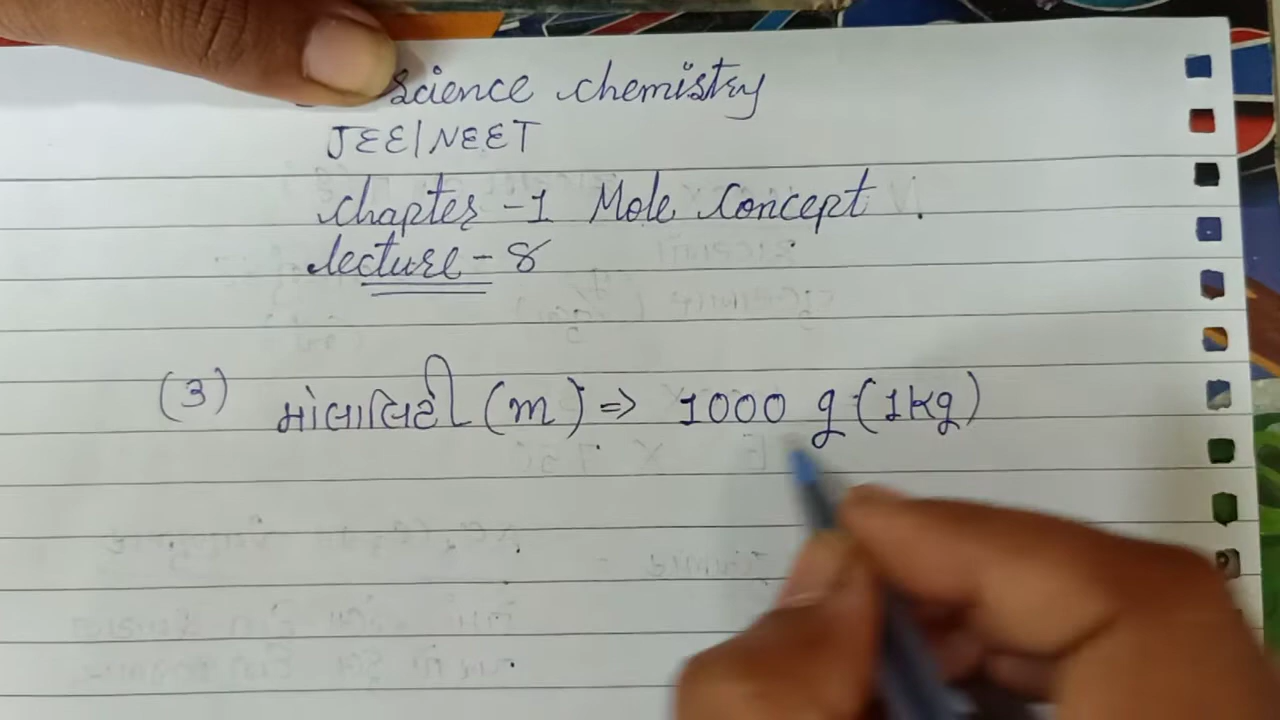 science chemistry
JEE/NEET
chapter -1 Mole Concept.
lecture - 8
(3) મોલાલિટી (m) ⇒ 1000 g (1kg)